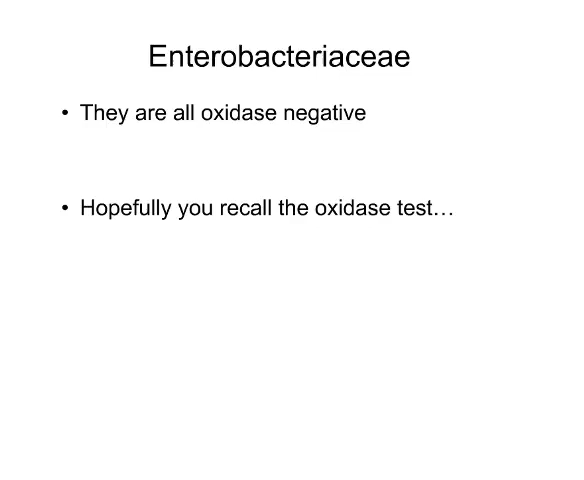 Enterobacteriaceae
• They are all oxidase negative
• Hopefully you recall the oxidase test…